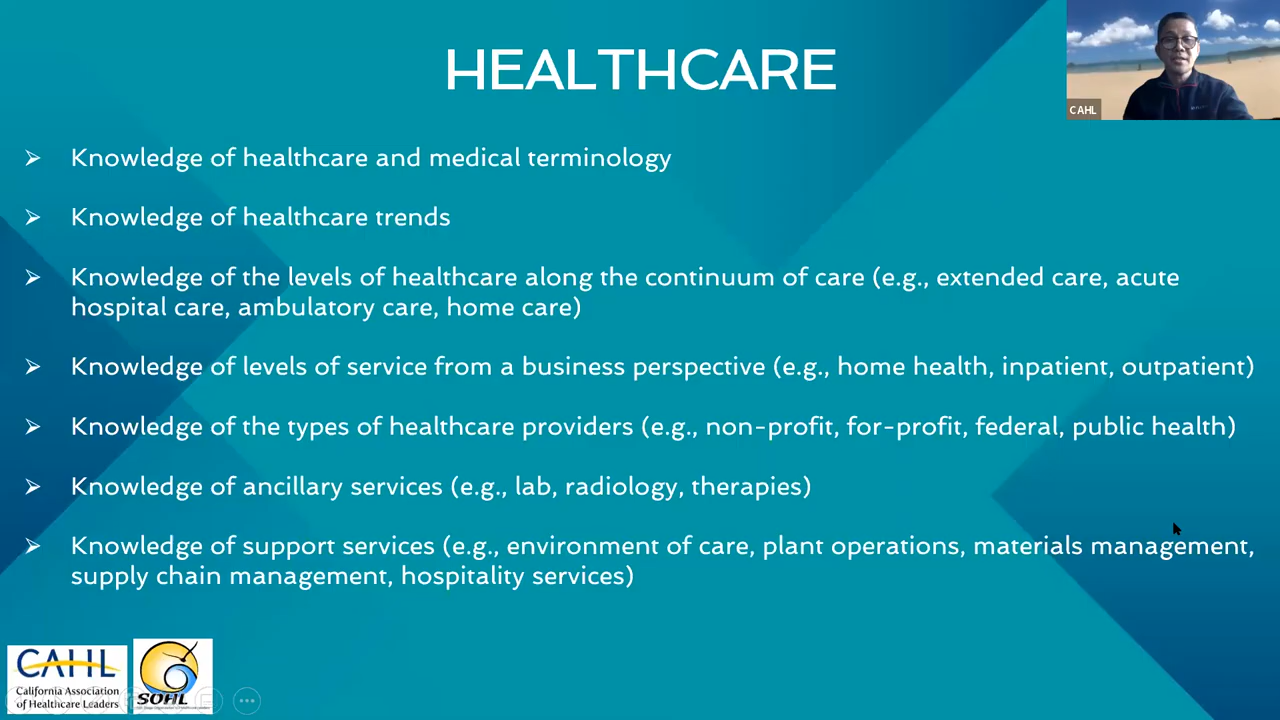 HEALTHCARE
CAHL
➢ Knowledge of healthcare and medical terminology
➢ Knowledge of healthcare trends
➢ Knowledge of the levels of healthcare along the continuum of care (e.g., extended care, acute
hospital care, ambulatory care, home care)
➢ Knowledge of levels of service from a business perspective (e.g., home health, inpatient, outpatient)
➢ Knowledge of the types of healthcare providers (e.g., non-profit, for-profit, federal, public health)
➢ Knowledge of ancillary services (e.g., lab, radiology, therapies)
➢ Knowledge of support services (e.g., environment of care, plant operations, materials management,
supply chain management, hospitality services)
CAHL
California Association
of Healthcare Leaders
SOHL